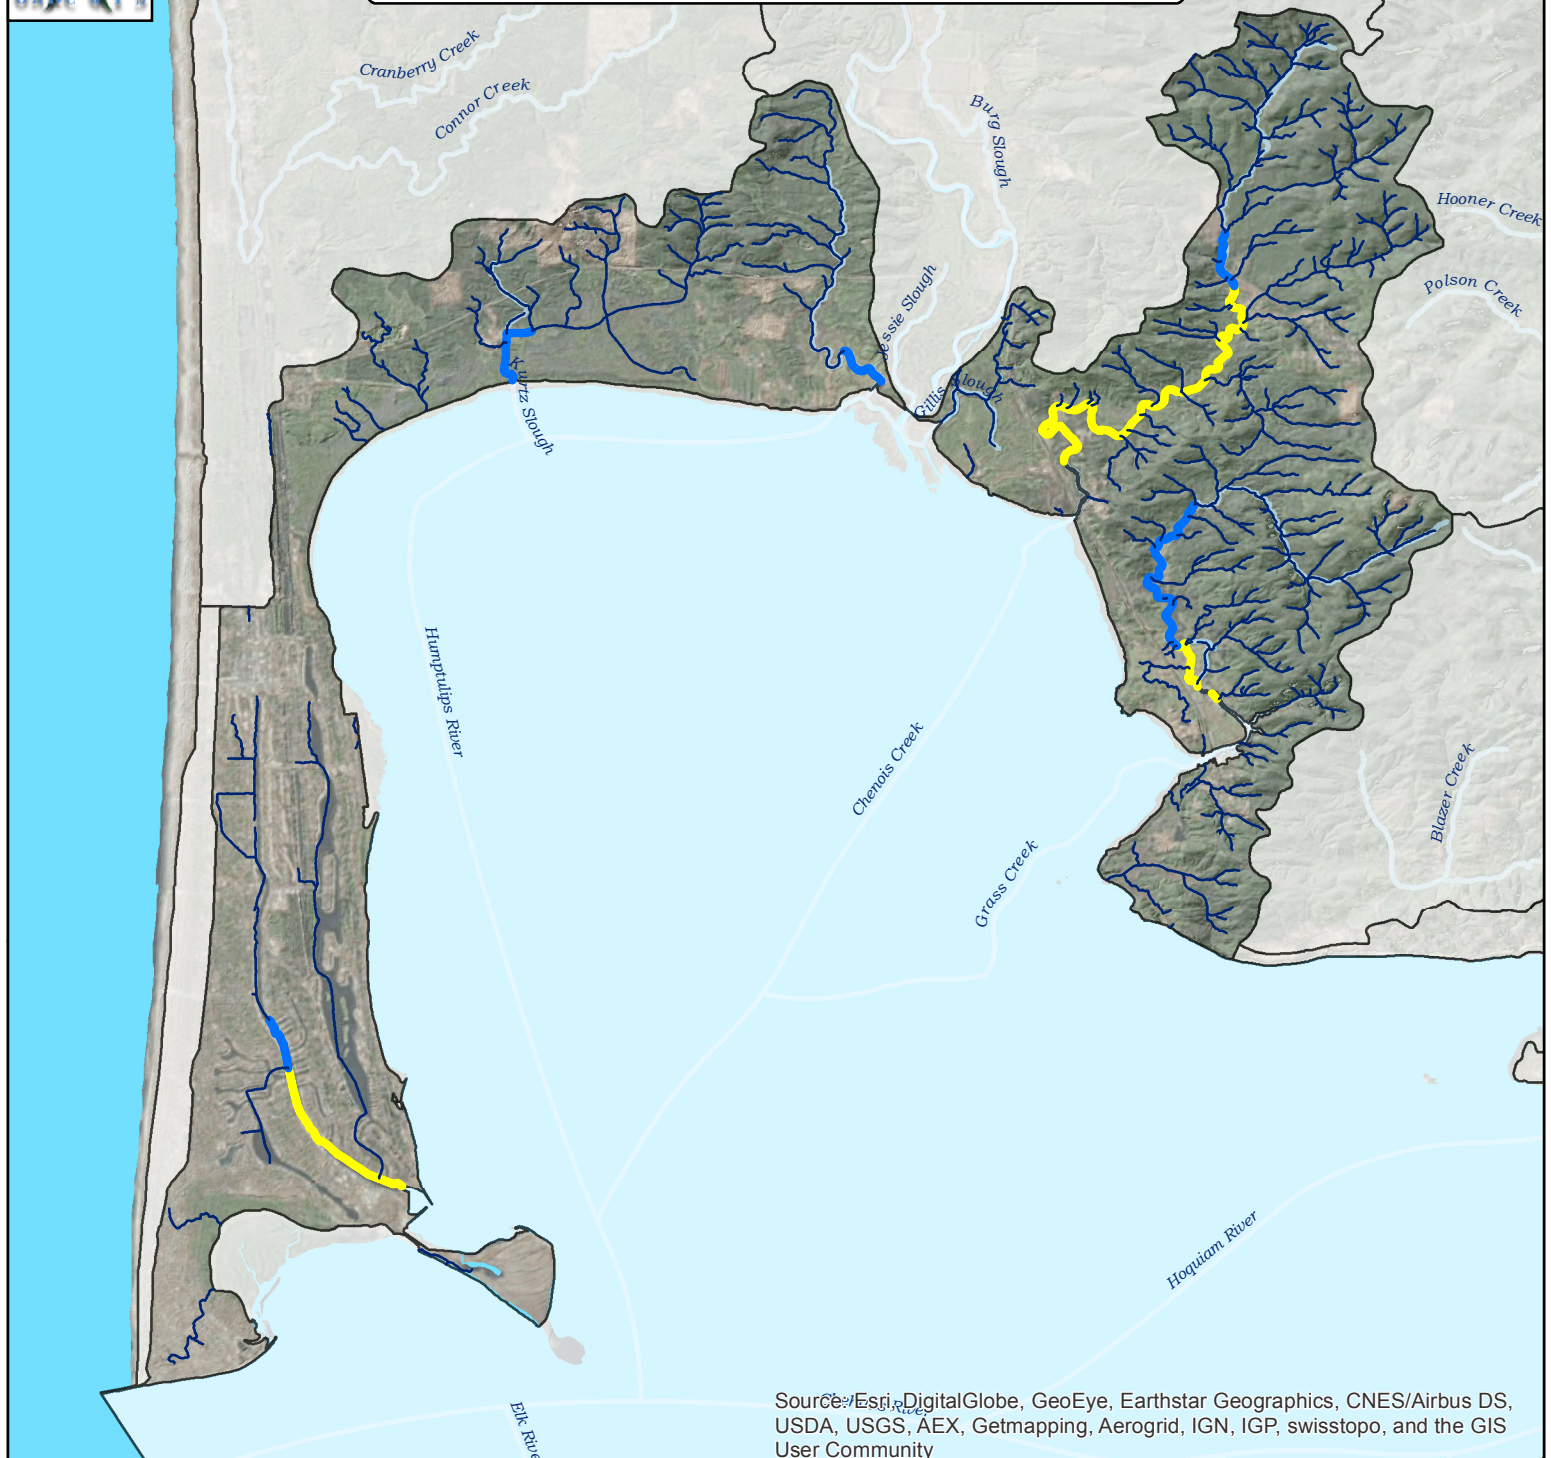 Cranberry Creek
Connor Creek
Burg Slough
Hooner Creek
Polson Creek
Jessie Slough
Gillis Slough
Kurtz Slough
Humptulips River
Chenois Creek
Grass Creek
Blazer Creek
Hoquiam River
Elk River
Source: Esri, DigitalGlobe, GeoEye, Earthstar Geographics, CNES/Airbus DS,
USDA, USGS, AEX, Getmapping, Aerogrid, IGN, IGP, swisstopo, and the GIS
User Community